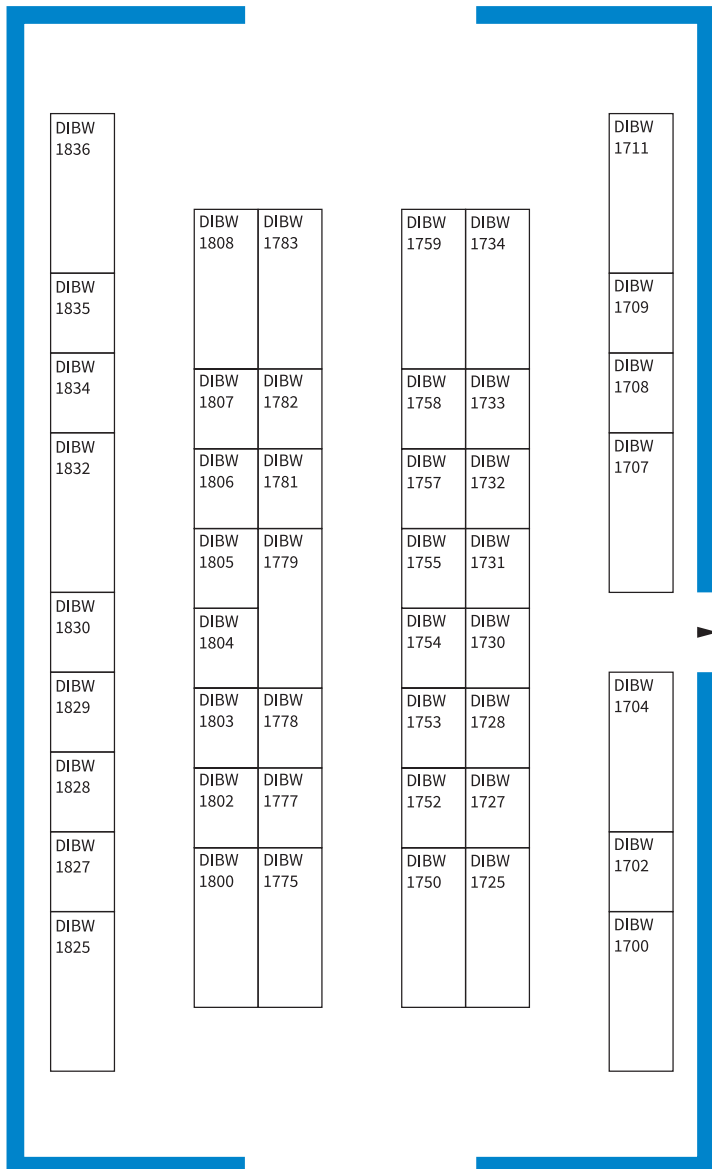 DIBW
1836
DIBW
1835
DIBW
1834
DIBW
1832
DIBW
1830
DIBW
1829
DIBW
1828
DIBW
1827
DIBW
1825
DIBW
1808
DIBW
1807
DIBW
1806
DIBW
1805
DIBW
1804
DIBW
1803
DIBW
1802
DIBW
1800
DIBW
1783
DIBW
1782
DIBW
1781
DIBW
1779
DIBW
1778
DIBW
1777
DIBW
1775
DIBW
1759
DIBW
1758
DIBW
1757
DIBW
1755
DIBW
1754
DIBW
1753
DIBW
1752
DIBW
1750
DIBW
1734
DIBW
1733
DIBW
1732
DIBW
1731
DIBW
1730
DIBW
1728
DIBW
1727
DIBW
1725
DIBW
1711
DIBW
1709
DIBW
1708
DIBW
1707
DIBW
1704
DIBW
1702
DIBW
1700